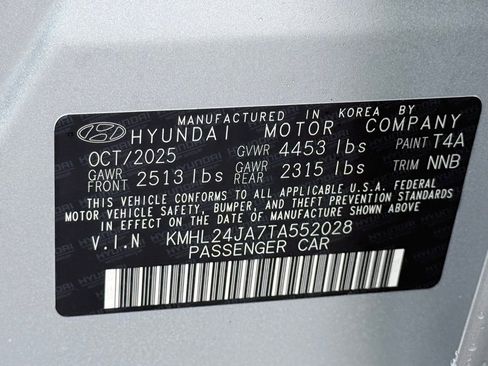 MANUFACTURED IN KOREA BY
HYUNDAI MOTOR COMPANY
OCT/2025 GVWR 4453 lbs PAINT T4A
GAWR FRONT 2513 lbs GAWR REAR 2315 lbs TRIM NNB
THIS VEHICLE CONFORMS TO ALL APPLICABLE U.S.A. FEDERAL
MOTOR VEHICLE SAFETY, BUMPER, AND THEFT PREVENTION STANDARDS
IN EFFECT ON THE DATE OF MANUFACTURE SHOWN ABOVE.
V.I.N KMHL24JA7TA552028
PASSENGER CAR